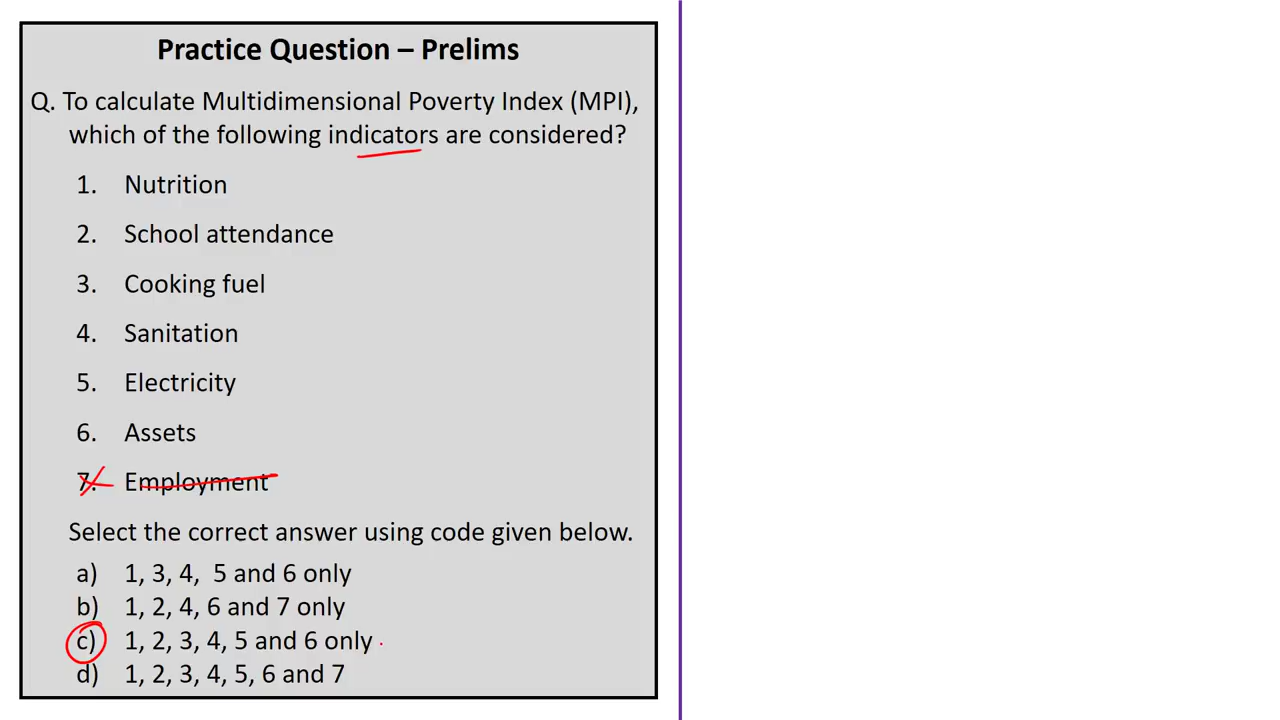 Practice Question – Prelims
Q. To calculate Multidimensional Poverty Index (MPI),
which of the following indicators are considered?
1. Nutrition
2. School attendance
3. Cooking fuel
4. Sanitation
5. Electricity
6. Assets
7. Employment
Select the correct answer using code given below.
a) 1, 3, 4, 5 and 6 only
b) 1, 2, 4, 6 and 7 only
c) 1, 2, 3, 4, 5 and 6 only
d) 1, 2, 3, 4, 5, 6 and 7